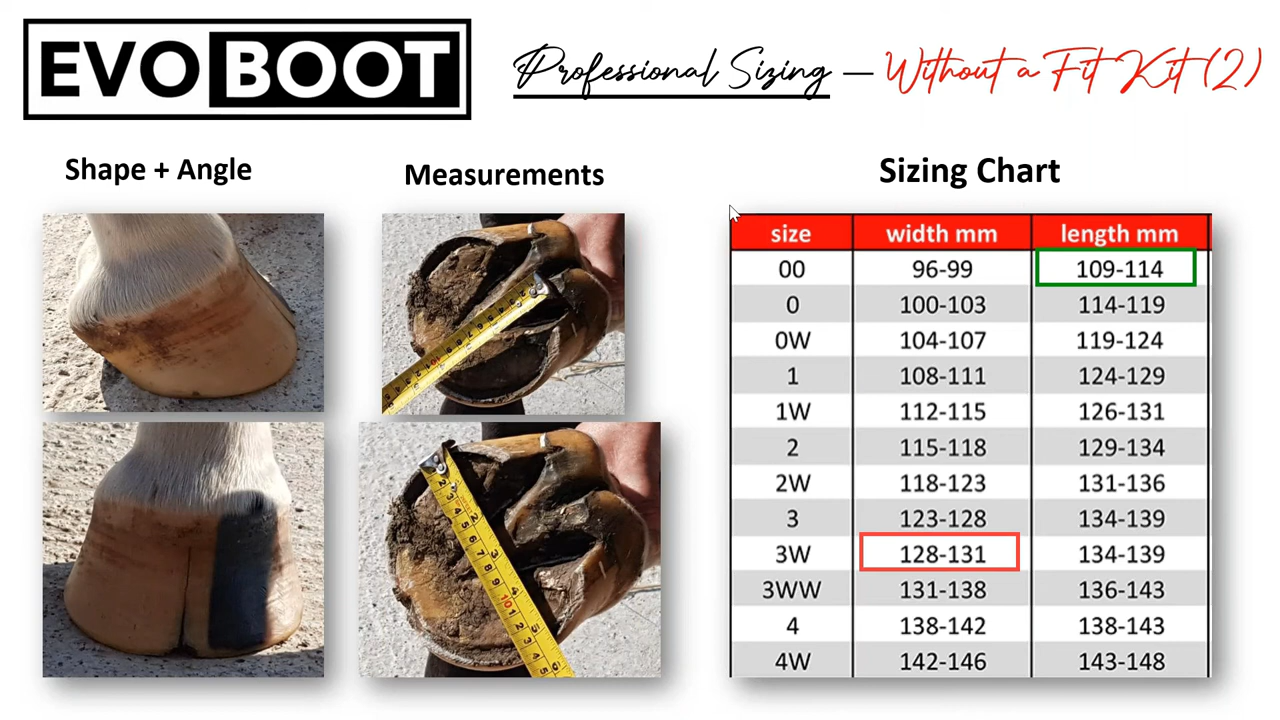 EVO BOOT
Professional Sizing — Without a Fit Kit (2)
Shape + Angle
Measurements
Sizing Chart
size width mm length mm
00 96-99 109-114
0 100-103 114-119
0W 104-107 119-124
1 108-111 124-129
1W 112-115 126-131
2 115-118 129-134
2W 118-123 131-136
3 123-128 134-139
3W 128-131 134-139
3WW 131-138 136-143
4 138-142 138-143
4W 142-146 143-148